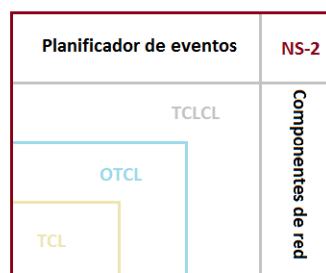 Planificador de eventos
NS-2
TCLCL
Componentes de red
OTCL
TCL